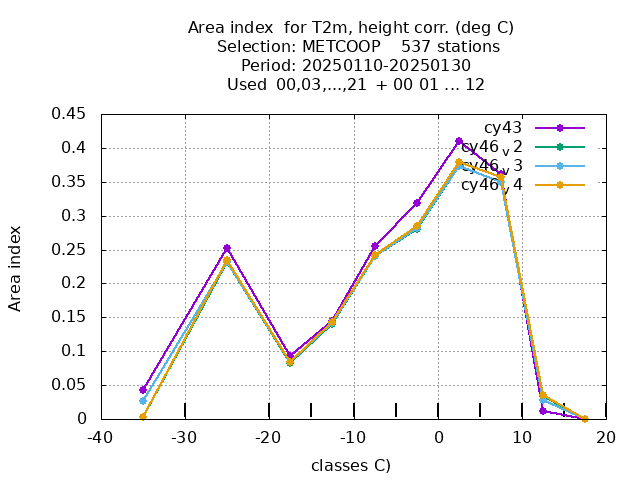 Area index  for T2m, height corr. (deg C)
Selection: METCOOP    537 stations
Period: 20250110-20250130
Used  00,03,...,21  + 00 01 ... 12
cy43
cy46_v2
cy46_v3
cy46_v4
Area index
0.45
0.4
0.35
0.3
0.25
0.2
0.15
0.1
0.05
0
-40 -30 -20 -10 0 10 20
classes C)